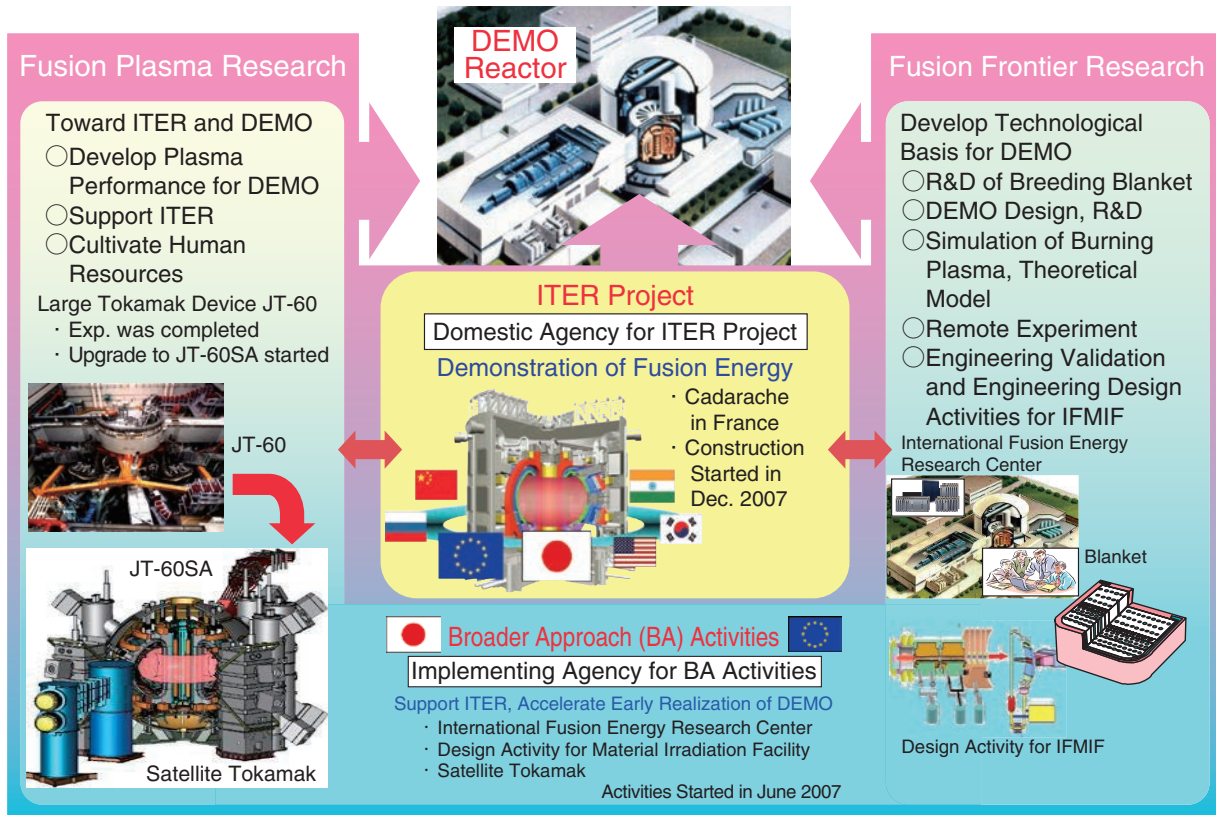 DEMO
Reactor
Fusion Plasma Research
Toward ITER and DEMO
○Develop Plasma
Performance for DEMO
○Support ITER
○Cultivate Human
Resources
Large Tokamak Device JT-60
・Exp. was completed
・Upgrade to JT-60SA started
JT-60
JT-60SA
Satellite Tokamak
ITER Project
Domestic Agency for ITER Project
Demonstration of Fusion Energy
・Cadarache
in France
・Construction
Started in
Dec. 2007
Broader Approach (BA) Activities
Implementing Agency for BA Activities
Support ITER, Accelerate Early Realization of DEMO
・International Fusion Energy Research Center
・Design Activity for Material Irradiation Facility
・Satellite Tokamak
Activities Started in June 2007
Fusion Frontier Research
Develop Technological
Basis for DEMO
○R&D of Breeding Blanket
○DEMO Design, R&D
○Simulation of Burning
Plasma, Theoretical
Model
○Remote Experiment
○Engineering Validation
and Engineering Design
Activities for IFMIF
International Fusion Energy
Research Center
Blanket
Design Activity for IFMIF